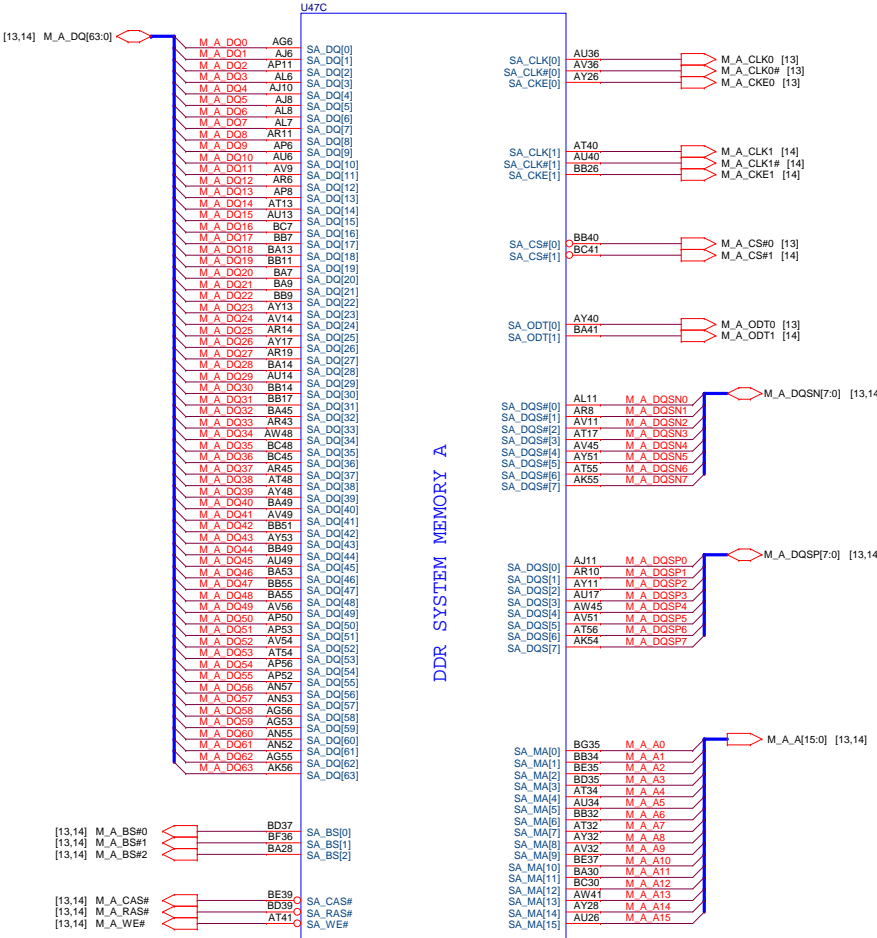 U47C
[13,14] M_A_DQ[63:0]
M_A_DQ0 AG6 SA_DQ[0]
M_A_DQ1 AJ6 SA_DQ[1]
M_A_DQ2 AP11 SA_DQ[2]
M_A_DQ3 AL6 SA_DQ[3]
M_A_DQ4 AJ10 SA_DQ[4]
M_A_DQ5 AJ8 SA_DQ[5]
M_A_DQ6 AL8 SA_DQ[6]
M_A_DQ7 AL7 SA_DQ[7]
M_A_DQ8 AR11 SA_DQ[8]
M_A_DQ9 AP6 SA_DQ[9]
M_A_DQ10 AU6 SA_DQ[10]
M_A_DQ11 AV9 SA_DQ[11]
M_A_DQ12 AR6 SA_DQ[12]
M_A_DQ13 AP8 SA_DQ[13]
M_A_DQ14 AT13 SA_DQ[14]
M_A_DQ15 AU13 SA_DQ[15]
M_A_DQ16 BC7 SA_DQ[16]
M_A_DQ17 BB7 SA_DQ[17]
M_A_DQ18 BA13 SA_DQ[18]
M_A_DQ19 BB11 SA_DQ[19]
M_A_DQ20 BA7 SA_DQ[20]
M_A_DQ21 BA9 SA_DQ[21]
M_A_DQ22 BB9 SA_DQ[22]
M_A_DQ23 AY13 SA_DQ[23]
M_A_DQ24 AV14 SA_DQ[24]
M_A_DQ25 AR14 SA_DQ[25]
M_A_DQ26 AY17 SA_DQ[26]
M_A_DQ27 AR19 SA_DQ[27]
M_A_DQ28 BA14 SA_DQ[28]
M_A_DQ29 AU14 SA_DQ[29]
M_A_DQ30 BB14 SA_DQ[30]
M_A_DQ31 BB17 SA_DQ[31]
M_A_DQ32 BA45 SA_DQ[32]
M_A_DQ33 AR43 SA_DQ[33]
M_A_DQ34 AW48 SA_DQ[34]
M_A_DQ35 BC48 SA_DQ[35]
M_A_DQ36 BC45 SA_DQ[36]
M_A_DQ37 AR45 SA_DQ[37]
M_A_DQ38 AT48 SA_DQ[38]
M_A_DQ39 AY48 SA_DQ[39]
M_A_DQ40 BA49 SA_DQ[40]
M_A_DQ41 AV49 SA_DQ[41]
M_A_DQ42 BB51 SA_DQ[42]
M_A_DQ43 AY53 SA_DQ[43]
M_A_DQ44 BB49 SA_DQ[44]
M_A_DQ45 AU49 SA_DQ[45]
M_A_DQ46 BA53 SA_DQ[46]
M_A_DQ47 BB55 SA_DQ[47]
M_A_DQ48 BA55 SA_DQ[48]
M_A_DQ49 AV56 SA_DQ[49]
M_A_DQ50 AP50 SA_DQ[50]
M_A_DQ51 AP53 SA_DQ[51]
M_A_DQ52 AV54 SA_DQ[52]
M_A_DQ53 AT54 SA_DQ[53]
M_A_DQ54 AP56 SA_DQ[54]
M_A_DQ55 AP52 SA_DQ[55]
M_A_DQ56 AN57 SA_DQ[56]
M_A_DQ57 AN53 SA_DQ[57]
M_A_DQ58 AG56 SA_DQ[58]
M_A_DQ59 AG53 SA_DQ[59]
M_A_DQ60 AN55 SA_DQ[60]
M_A_DQ61 AN52 SA_DQ[61]
M_A_DQ62 AG55 SA_DQ[62]
M_A_DQ63 AK56 SA_DQ[63]
[13,14] M_A_BS#0 BD37 SA_BS[0]
[13,14] M_A_BS#1 BF36 SA_BS[1]
[13,14] M_A_BS#2 BA28 SA_BS[2]
[13,14] M_A_CAS# BE39 SA_CAS#
[13,14] M_A_RAS# BD39 SA_RAS#
[13,14] M_A_WE# AT41 SA_WE#
DDR SYSTEM MEMORY A
SA_CLK[0] AU36 M_A_CLK0 [13]
SA_CLK#[0] AV36 M_A_CLK0# [13]
SA_CKE[0] AY26 M_A_CKE0 [13]
SA_CLK[1] AT40 M_A_CLK1 [14]
SA_CLK#[1] AU40 M_A_CLK1# [14]
SA_CKE[1] BB26 M_A_CKE1 [14]
SA_CS#[0] BB40 M_A_CS#0 [13]
SA_CS#[1] BC41 M_A_CS#1 [14]
SA_ODT[0] AY40 M_A_ODT0 [13]
SA_ODT[1] BA41 M_A_ODT1 [14]
M_A_DQSN[7:0] [13,14
SA_DQS#[0] AL11 M_A_DQSN0
SA_DQS#[1] AR8 M_A_DQSN1
SA_DQS#[2] AV11 M_A_DQSN2
SA_DQS#[3] AT17 M_A_DQSN3
SA_DQS#[4] AV45 M_A_DQSN4
SA_DQS#[5] AY51 M_A_DQSN5
SA_DQS#[6] AT55 M_A_DQSN6
SA_DQS#[7] AK55 M_A_DQSN7
M_A_DQSP[7:0] [13,14
SA_DQS[0] AJ11 M_A_DQSP0
SA_DQS[1] AR10 M_A_DQSP1
SA_DQS[2] AY11 M_A_DQSP2
SA_DQS[3] AU17 M_A_DQSP3
SA_DQS[4] AW45 M_A_DQSP4
SA_DQS[5] AV51 M_A_DQSP5
SA_DQS[6] AT56 M_A_DQSP6
SA_DQS[7] AK54 M_A_DQSP7
M_A_A[15:0] [13,14]
SA_MA[0] BG35 M_A_A0
SA_MA[1] BB34 M_A_A1
SA_MA[2] BE35 M_A_A2
SA_MA[3] BD35 M_A_A3
SA_MA[4] AT34 M_A_A4
SA_MA[5] AU34 M_A_A5
SA_MA[6] BB32 M_A_A6
SA_MA[7] AT32 M_A_A7
SA_MA[8] AY32 M_A_A8
SA_MA[9] AV32 M_A_A9
SA_MA[10] BE37 M_A_A10
SA_MA[11] BA30 M_A_A11
SA_MA[12] BC30 M_A_A12
SA_MA[13] AW41 M_A_A13
SA_MA[14] AY28 M_A_A14
SA_MA[15] AU26 M_A_A15